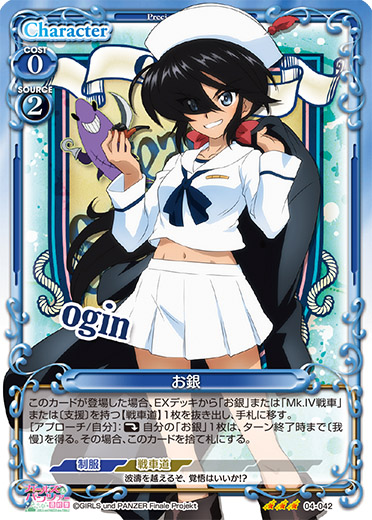 Preci
Character
COST
0
SOURCE
2
ogin
お銀
このカードが登場した場合、EXデッキから「お銀」または「Mk.IV戦車」
または〔支援〕を持つ【戦車道】1枚を抜き出し、手札に移す。
［アプローチ/自分］: 自分の「お銀」1枚は、ターン終了時まで〔我
慢〕を得る。その場合、このカードを捨て札にする。
制服 戦車道
波濤を越えるぞ、覚悟はいいか!?
©GIRLS und PANZER Finale Projekt
04-042